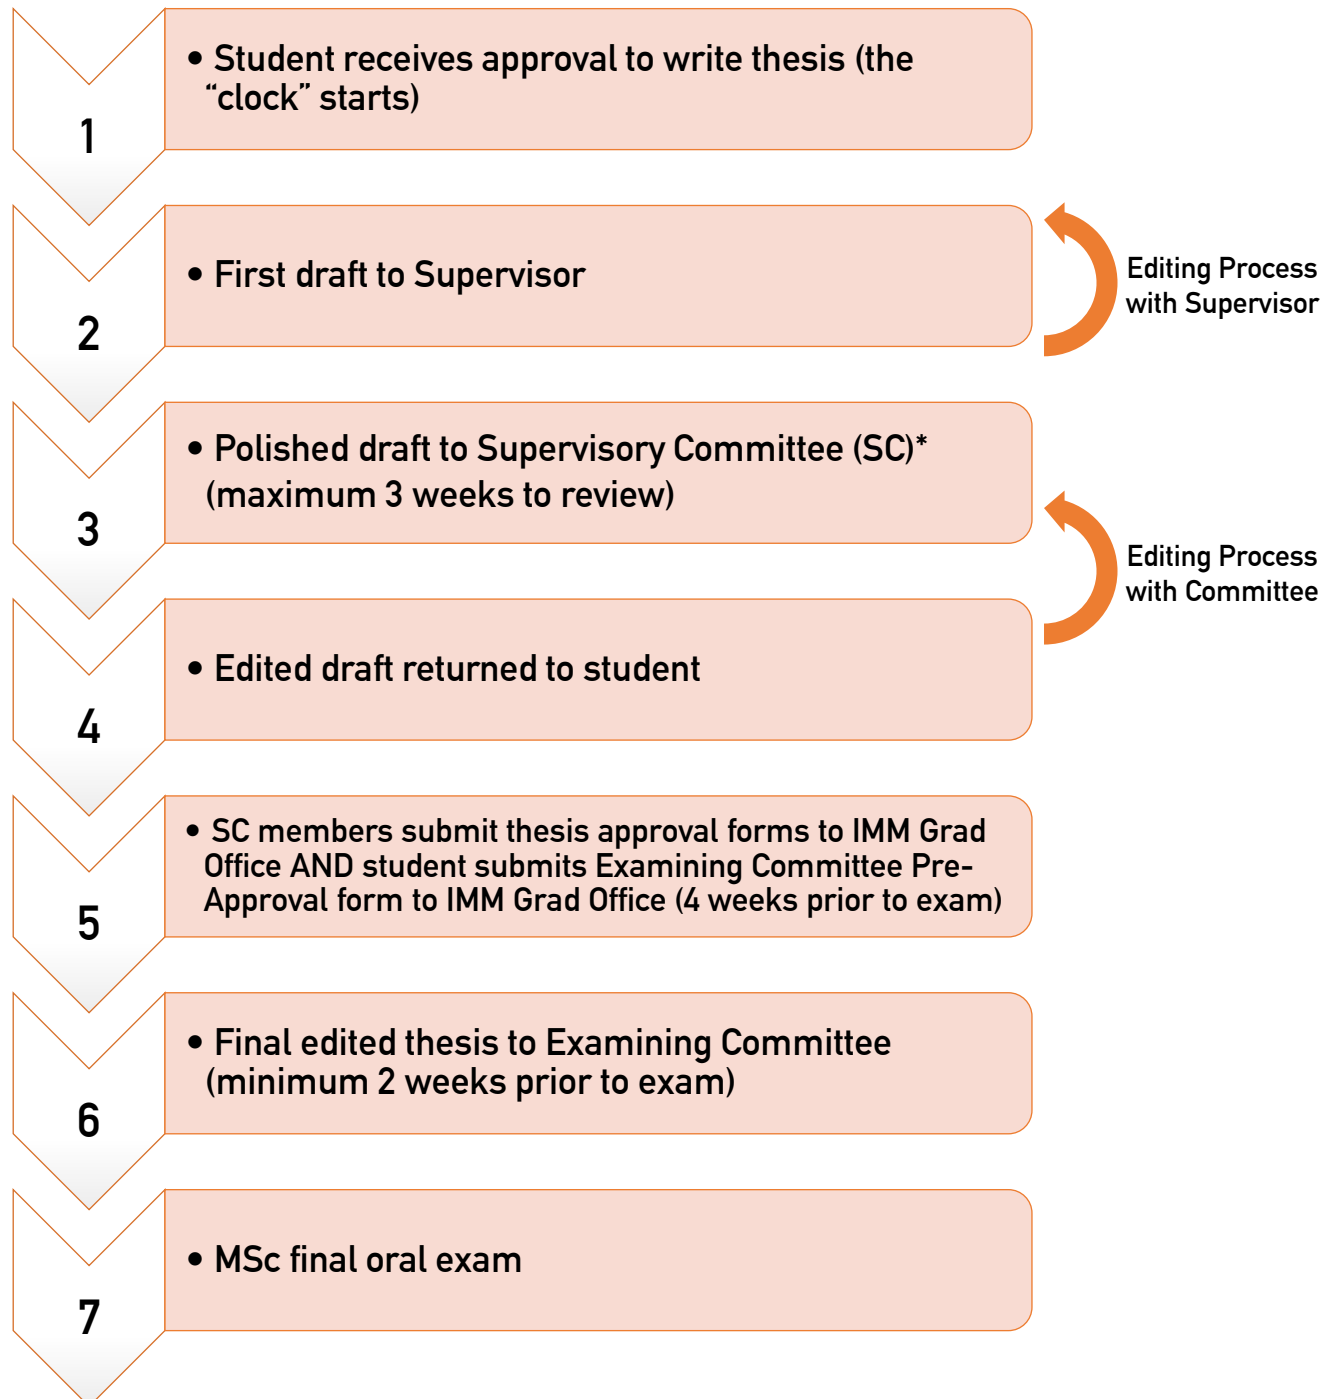 1
• Student receives approval to write thesis (the
“clock” starts)
2
• First draft to Supervisor
Editing Process
with Supervisor
3
• Polished draft to Supervisory Committee (SC)*
(maximum 3 weeks to review)
Editing Process
with Committee
4
• Edited draft returned to student
5
• SC members submit thesis approval forms to IMM Grad
Office AND student submits Examining Committee Pre-
Approval form to IMM Grad Office (4 weeks prior to exam)
6
• Final edited thesis to Examining Committee
(minimum 2 weeks prior to exam)
7
• MSc final oral exam